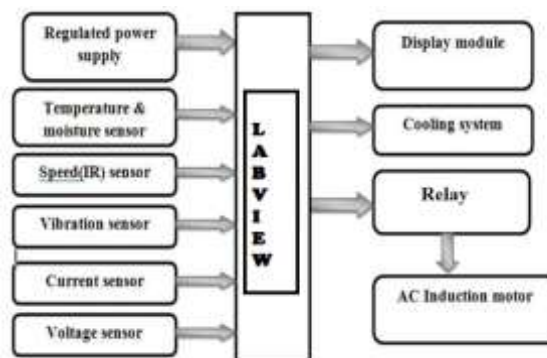 Regulated power
supply
Temperature &
moisture sensor
Speed(IR) sensor
Vibration sensor
Current sensor
Voltage sensor
LABVIEW
Display module
Cooling system
Relay
AC Induction motor